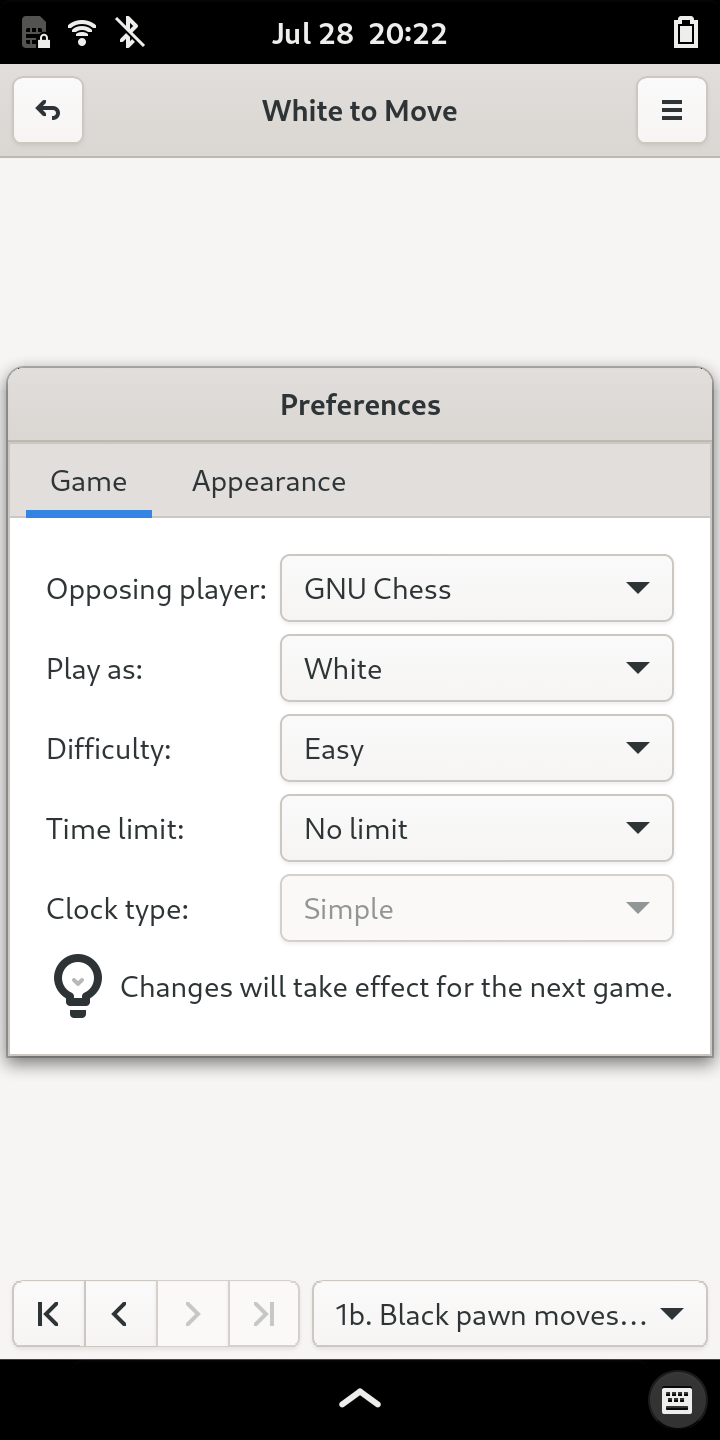 Jul 28 20:22
White to Move
Preferences
Game Appearance
Opposing player: GNU Chess
Play as: White
Difficulty: Easy
Time limit: No limit
Clock type: Simple
Changes will take effect for the next game.
1b. Black pawn moves…